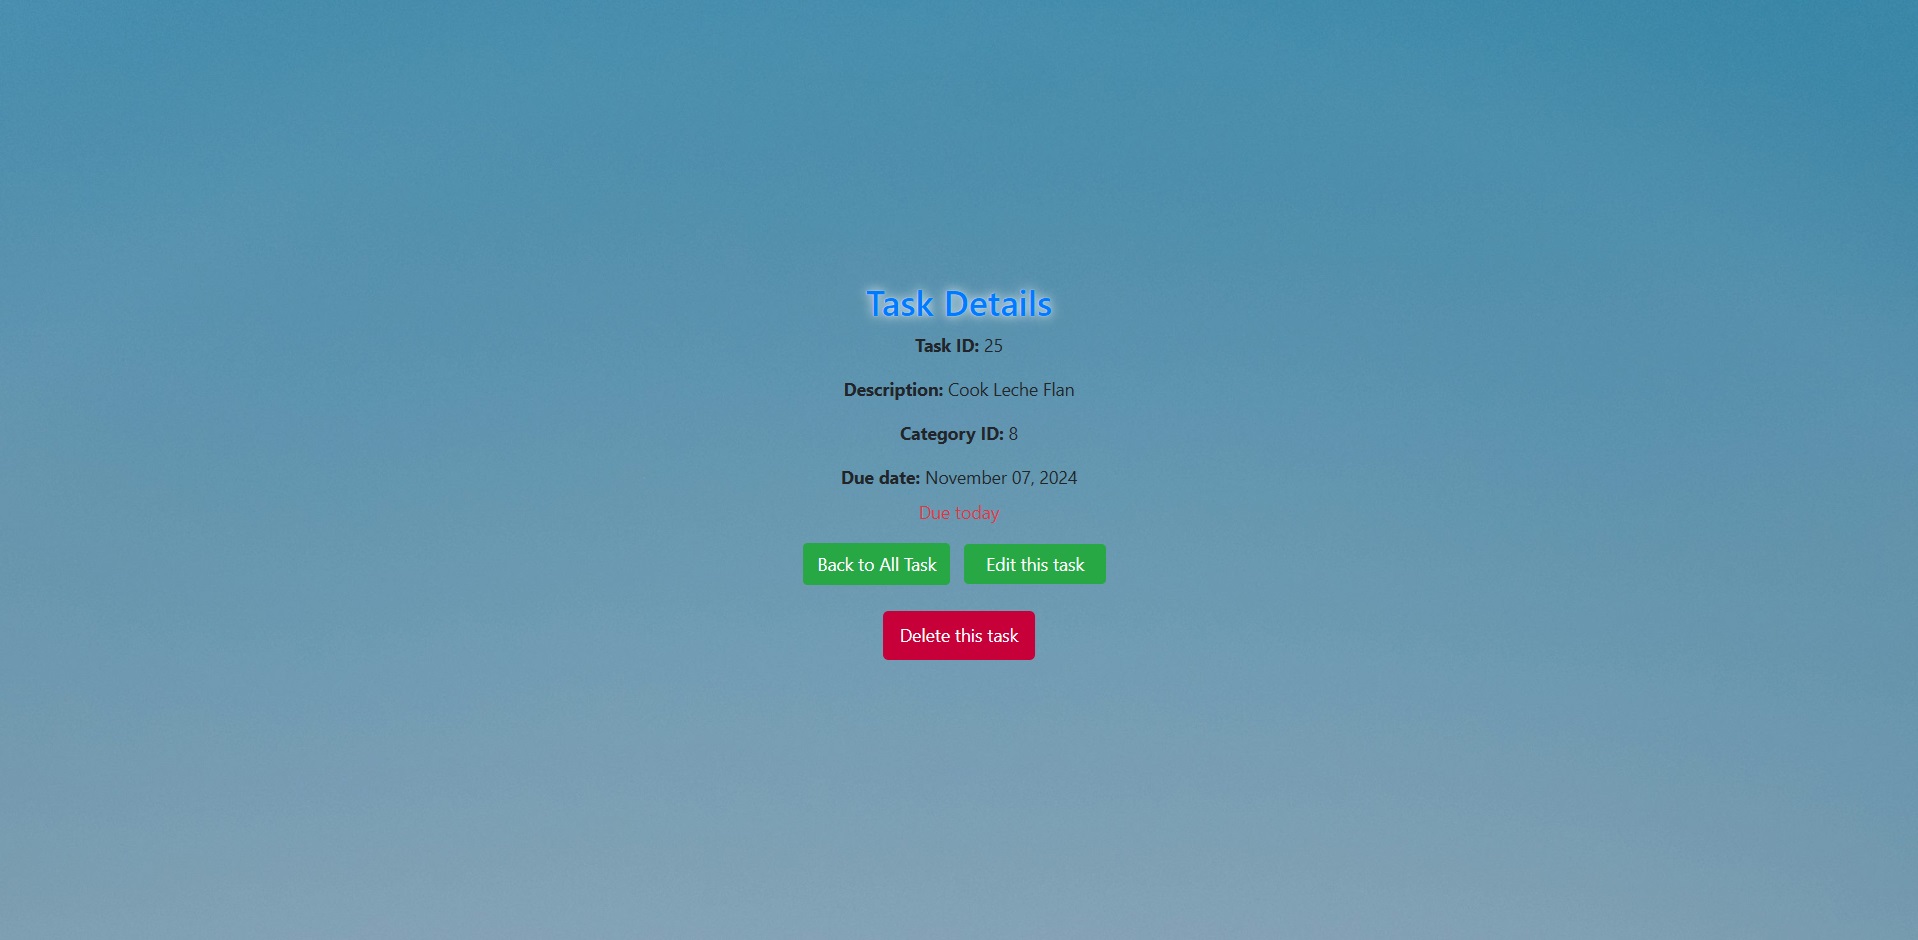 Task Details
Task ID: 25
Description: Cook Leche Flan
Category ID: 8
Due date: November 07, 2024
Due today
Back to All Task Edit this task
Delete this task